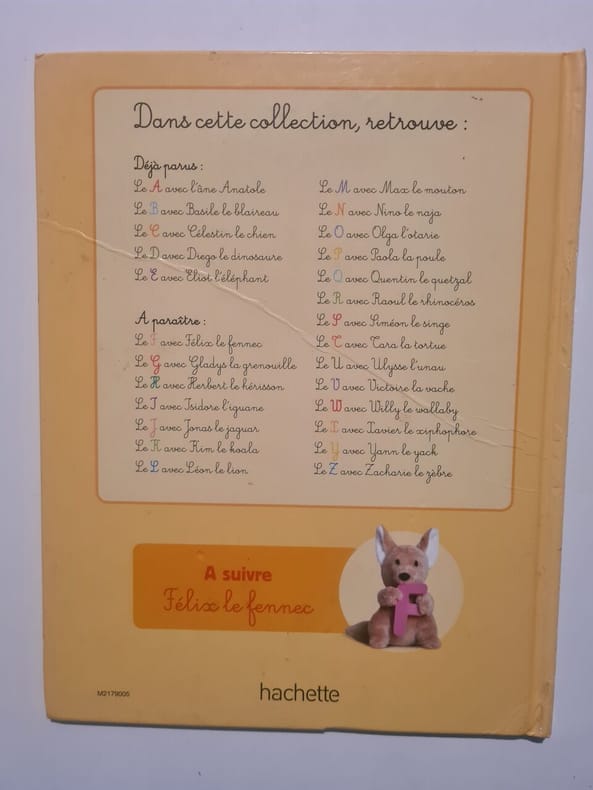 Dans cette collection, retrouve :
Déjà parus :
Le A avec l'âne Anatole
Le B avec Basile le blaireau
Le C avec Célestin le chien
Le D avec Diego le dinosaure
Le E avec Eliot l'éléphant
A paraître :
Le F avec Félix le fennec
Le G avec Gladys la grenouille
Le H avec Herbert le hérisson
Le I avec Isidore l'iguane
Le J avec Jonas le jaguar
Le K avec Kim le koala
Le L avec Léon le lion
Le M avec Max le mouton
Le N avec Nino le naja
Le O avec Olga l'otarie
Le P avec Paola la poule
Le Q avec Quentin le quetzal
Le R avec Raoul le rhinocéros
Le S avec Siméon le singe
Le T avec Tara la tortue
Le U avec Ulysse l'unau
Le V avec Victoire la vache
Le W avec Willy le wallaby
Le X avec Xavier le xiphophore
Le Y avec Yann le yack
Le Z avec Zacharie le zèbre
A suivre
Félix le fennec
F
M2179005
hachette